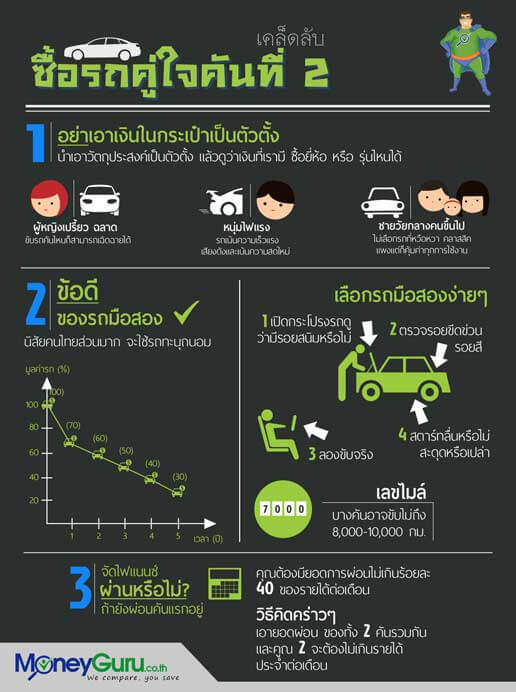 เคล็ดลับ
ซื้อรถคู่ใจคันที่ 2
1 อย่าเอาเงินในกระเป๋าเป็นตัวตั้ง
นำเอาวัตถุประสงค์เป็นตัวตั้ง แล้วดูว่าเงินที่เรามี ซื้อยี่ห้อ หรือ รุ่นไหนได้
ผู้หญิงเปรี้ยว ฉลาด
ขับรถคันไหนก็สามารถเฉิดฉายได้
หนุ่มไฟแรง
รถเน้นความเร็วแรง
เสียงดังและเน้นความสดใหม่
ชายวัยกลางคนขึ้นไป
ไม่เลือกรถที่หวือหวา คลาสสิค
แพงแต่ก็คุ้มค่าทุกการใช้งาน
2 ข้อดี
ของรถมือสอง
นิสัยคนไทยส่วนมาก จะใช้รถทะนุถนอม
มูลค่ารถ (%)
(100)
100
(70)
80
(60)
60
(50)
40
(40)
20
(30)
1 2 3 4 5 เวลา (ปี)
เลือกรถมือสองง่ายๆ
1 เปิดกระโปรงรถดู
ว่ามีรอยสนิมหรือไม่
2 ตรวจรอยขีดข่วน
รอยสี
3 ลองขับจริง
4 สตาร์ทลื่นหรือไม่
สะดุดหรือเปล่า
7000
เลขไมล์
บางคันอาจขับไม่ถึง
8,000-10,000 กม.
3 จัดไฟแนนซ์
ผ่านหรือไม่?
ถ้ายังผ่อนคันแรกอยู่
คุณต้องมียอดการผ่อนไม่เกินร้อยละ
40 ของรายได้ต่อเดือน
วิธีคิดคร่าวๆ
เอายอดผ่อน ของทั้ง 2 คันรวมกัน
และคูณ 2 จะต้องไม่เกินรายได้
ประจำต่อเดือน
MoneyGuru.co.th
We compare, you save